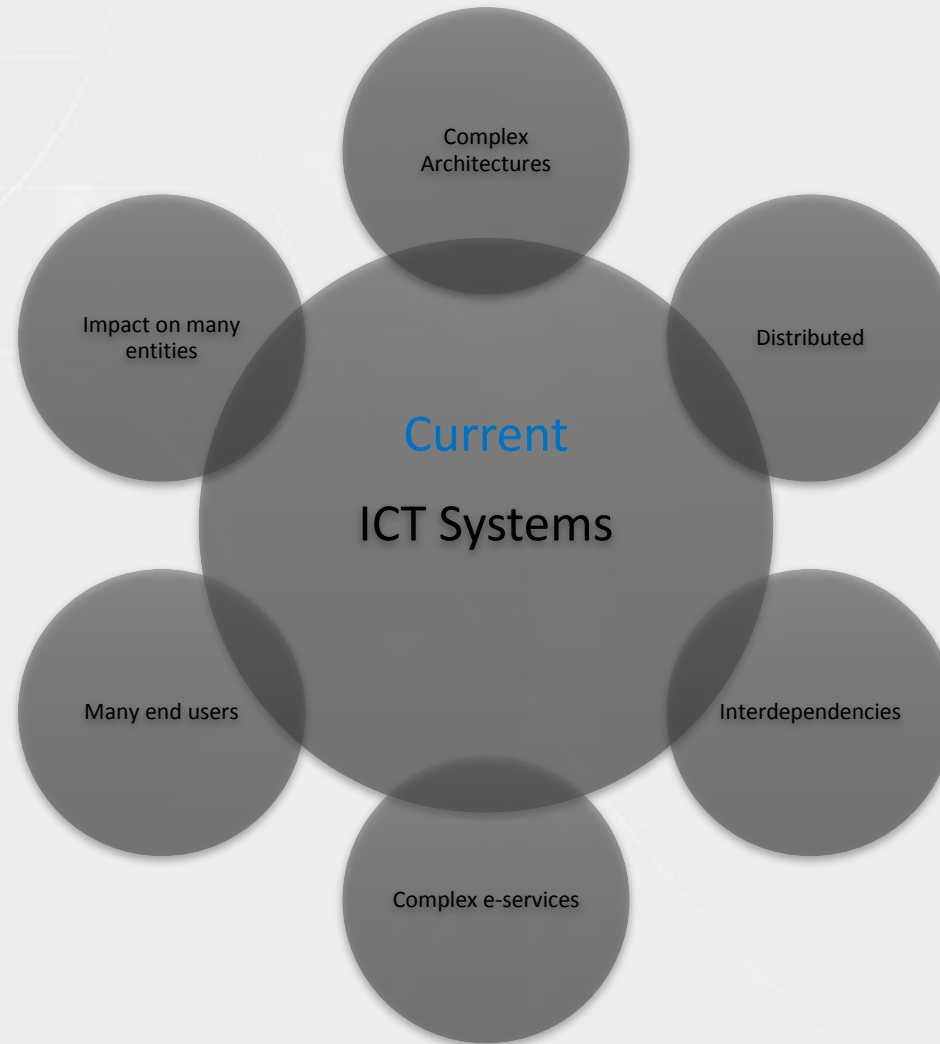 Complex
Architectures
Impact on many
entities
Distributed
Current
ICT Systems
Many end users
Interdependencies
Complex e-services